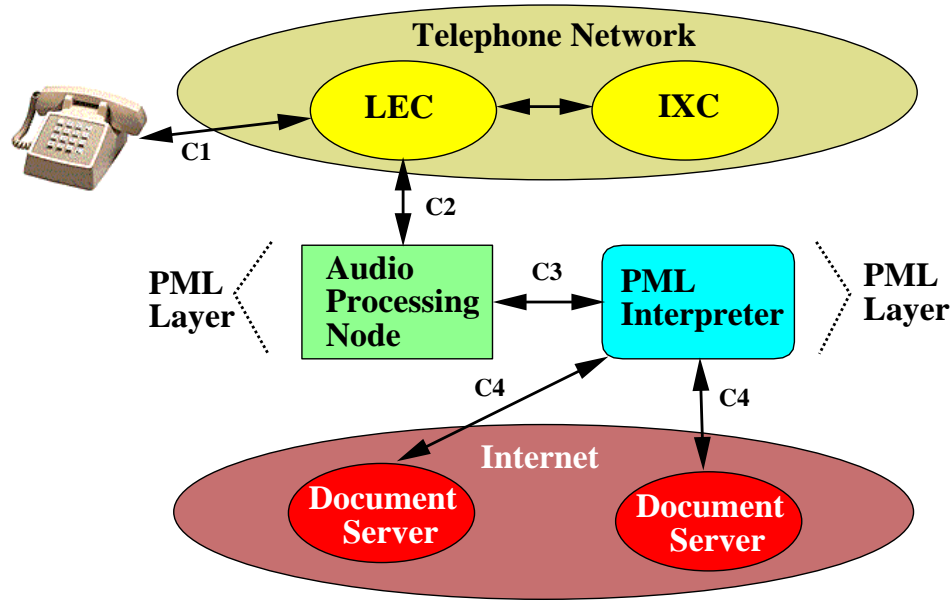 Telephone Network
LEC
IXC
C1
C2
PML
Layer
Audio
Processing
Node
C3
PML
Interpreter
PML
Layer
C4
C4
Internet
Document
Server
Document
Server